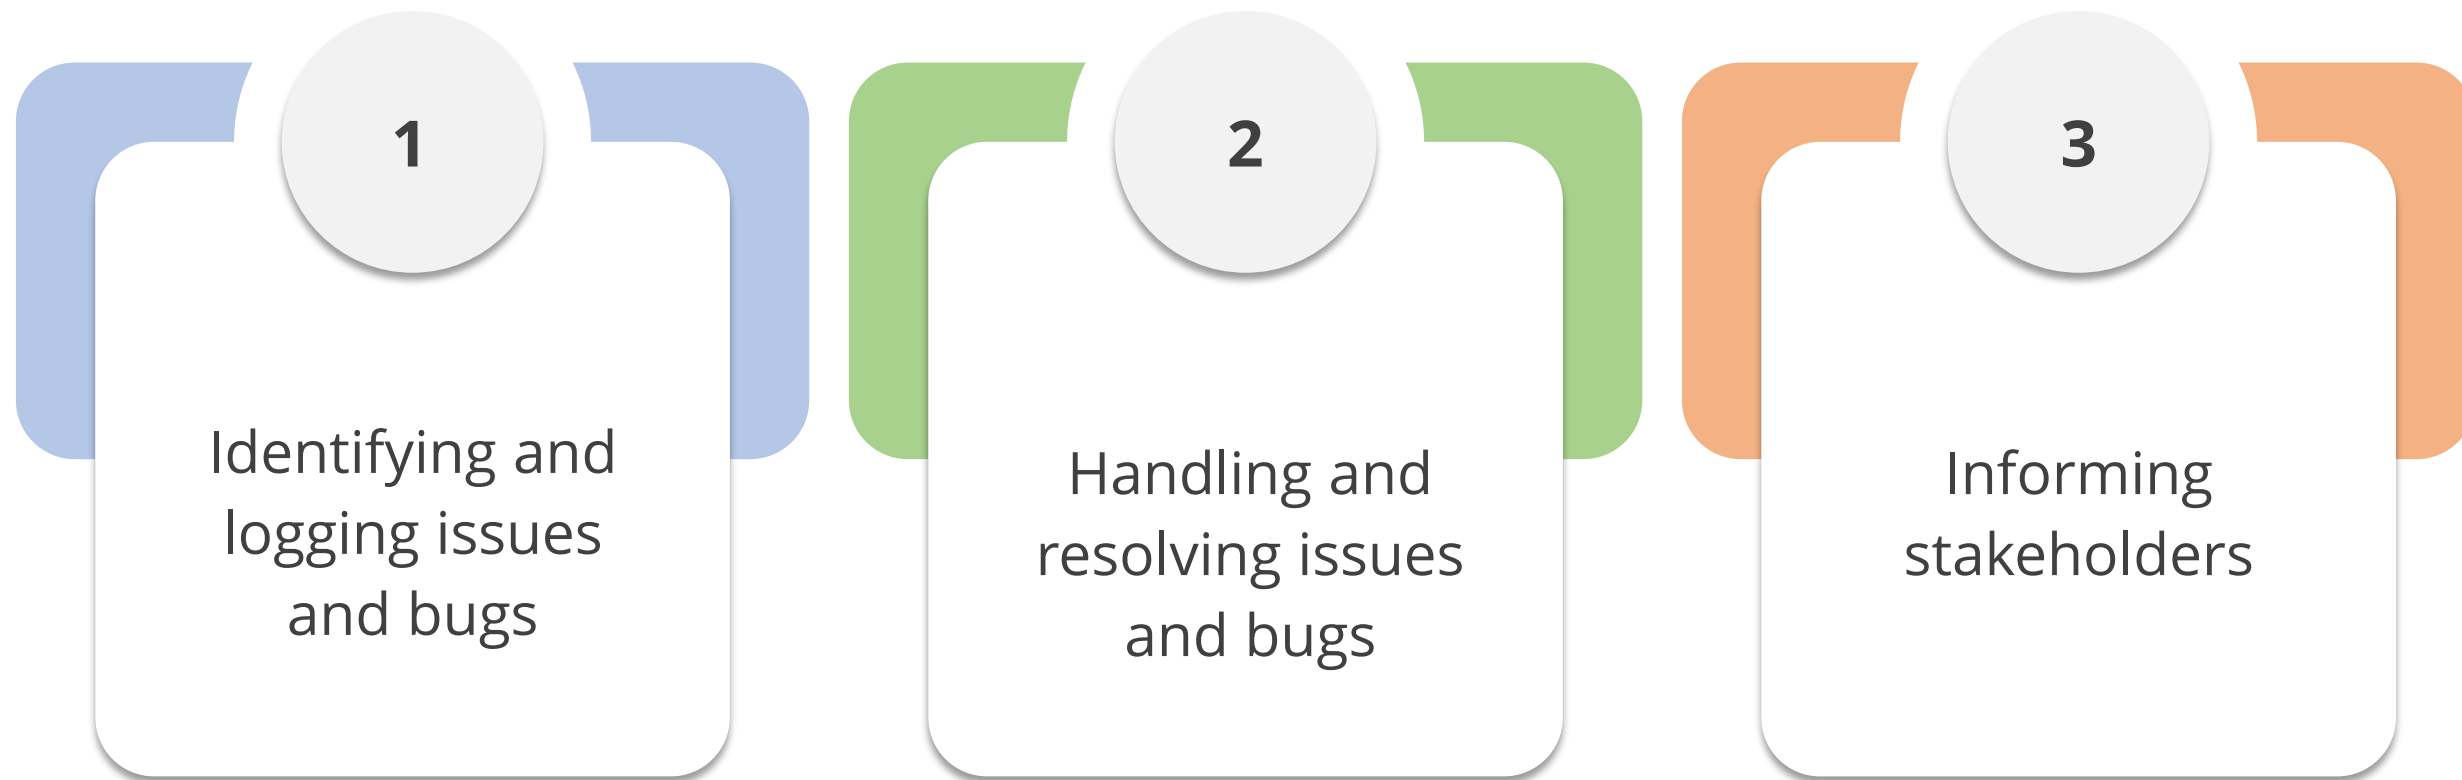 1
Identifying and
logging issues
and bugs
2
Handling and
resolving issues
and bugs
3
Informing
stakeholders